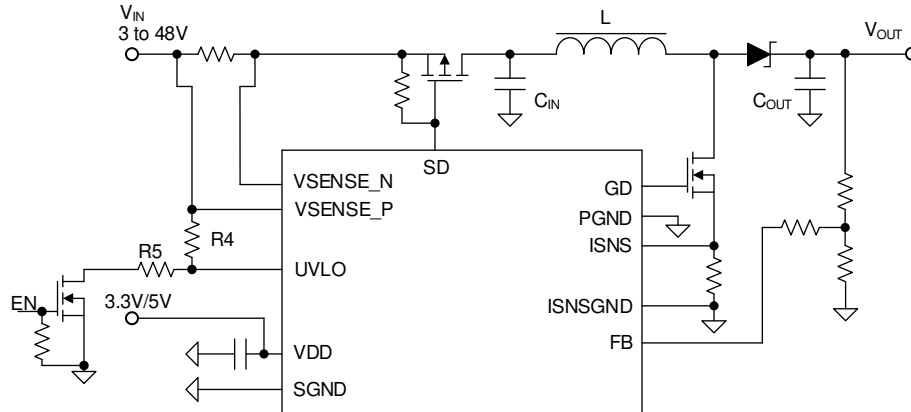 VIN
3 to 48V
L
VOUT
CIN
COUT
SD
VSENSE_N
GD
VSENSE_P
PGND
R4
ISNS
R5
UVLO
EN
3.3V/5V
ISNSGND
VDD
FB
SGND